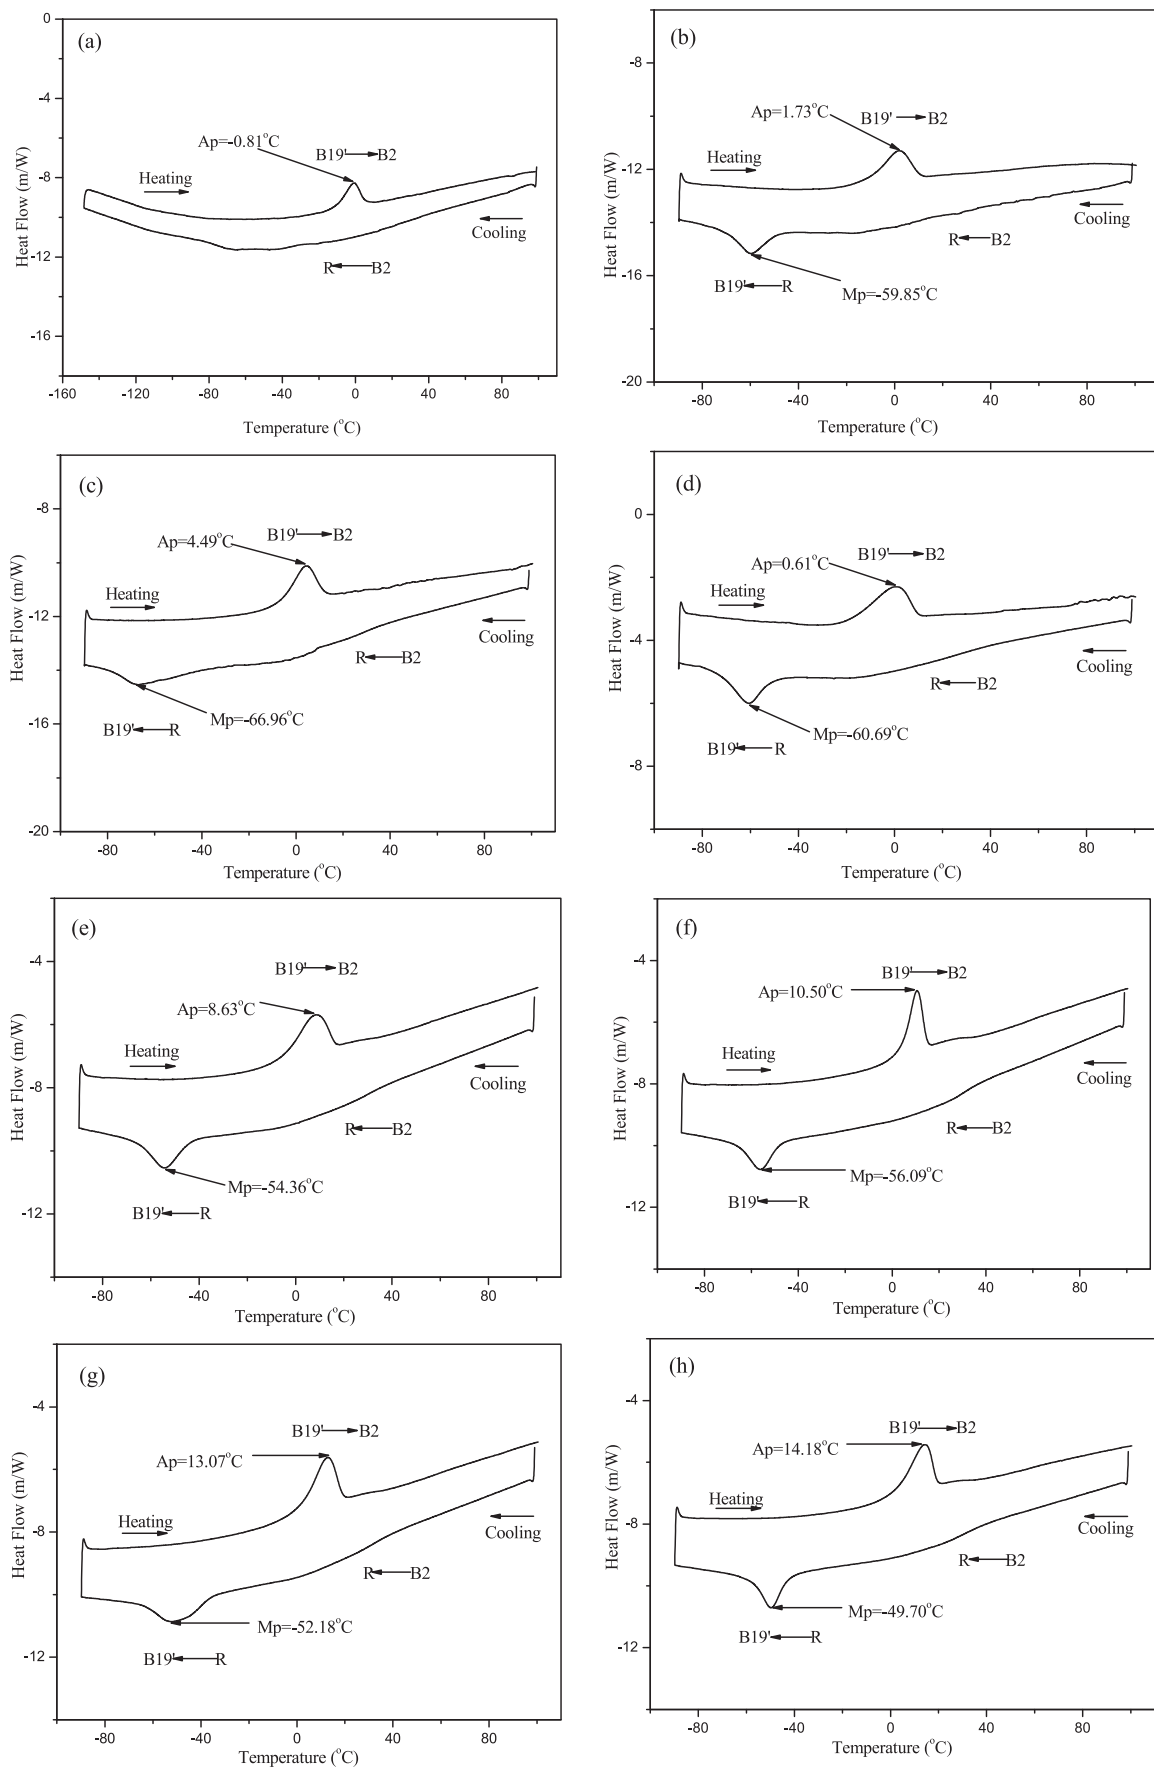 (a)
0
-4
-8
-12
-16
Heat Flow (m/W)
Ap=-0.81°C
B19' B2
Heating
Cooling
R B2
-160 -120 -80 -40 0 40 80
Temperature (°C)
(b)
-8
-12
-16
-20
Heat Flow (m/W)
Ap=1.73°C
B19' B2
Heating
Cooling
R B2
B19' R
Mp=-59.85°C
-80 -40 0 40 80
Temperature (°C)
(c)
-8
-10
-12
-14
-16
-20
Heat Flow (m/W)
Ap=4.49°C
B19' B2
Heating
Cooling
R B2
Mp=-66.96°C
B19' R
-80 -40 0 40 80
Temperature (°C)
(d)
0
-4
-8
Heat Flow (m/W)
Ap=0.61°C
B19' B2
Heating
Cooling
R B2
Mp=-60.69°C
B19' R
-80 -40 0 40 80
Temperature (°C)
(e)
-4
-8
-12
Heat Flow (m/W)
B19' B2
Ap=8.63°C
Heating
Cooling
R B2
Mp=-54.36°C
B19' R
-80 -40 0 40 80
Temperature (°C)
(f)
-4
-8
-12
Heat Flow (m/W)
B19' B2
Ap=10.50°C
Heating
Cooling
R B2
Mp=-56.09°C
B19' R
-80 -40 0 40 80
Temperature (°C)
(g)
-4
-8
-12
Heat Flow (m/W)
B19' B2
Ap=13.07°C
Heating
Cooling
R B2
Mp=-52.18°C
B19' R
-80 -40 0 40 80
Temperature (°C)
(h)
-4
-8
-12
Heat Flow (m/W)
B19' B2
Ap=14.18°C
Heating
Cooling
R B2
Mp=-49.70°C
B19' R
-80 -40 0 40 80
Temperature (°C)